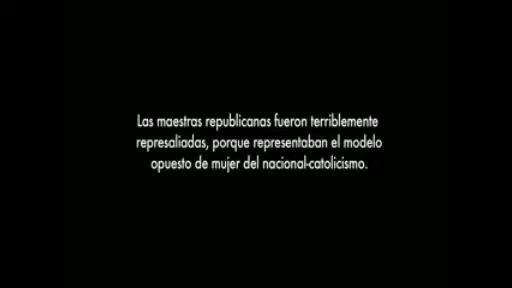 Las maestras republicanas fueron terriblemente
represaliadas, porque representaban el modelo
opuesto de mujer del nacional-catolicismo.